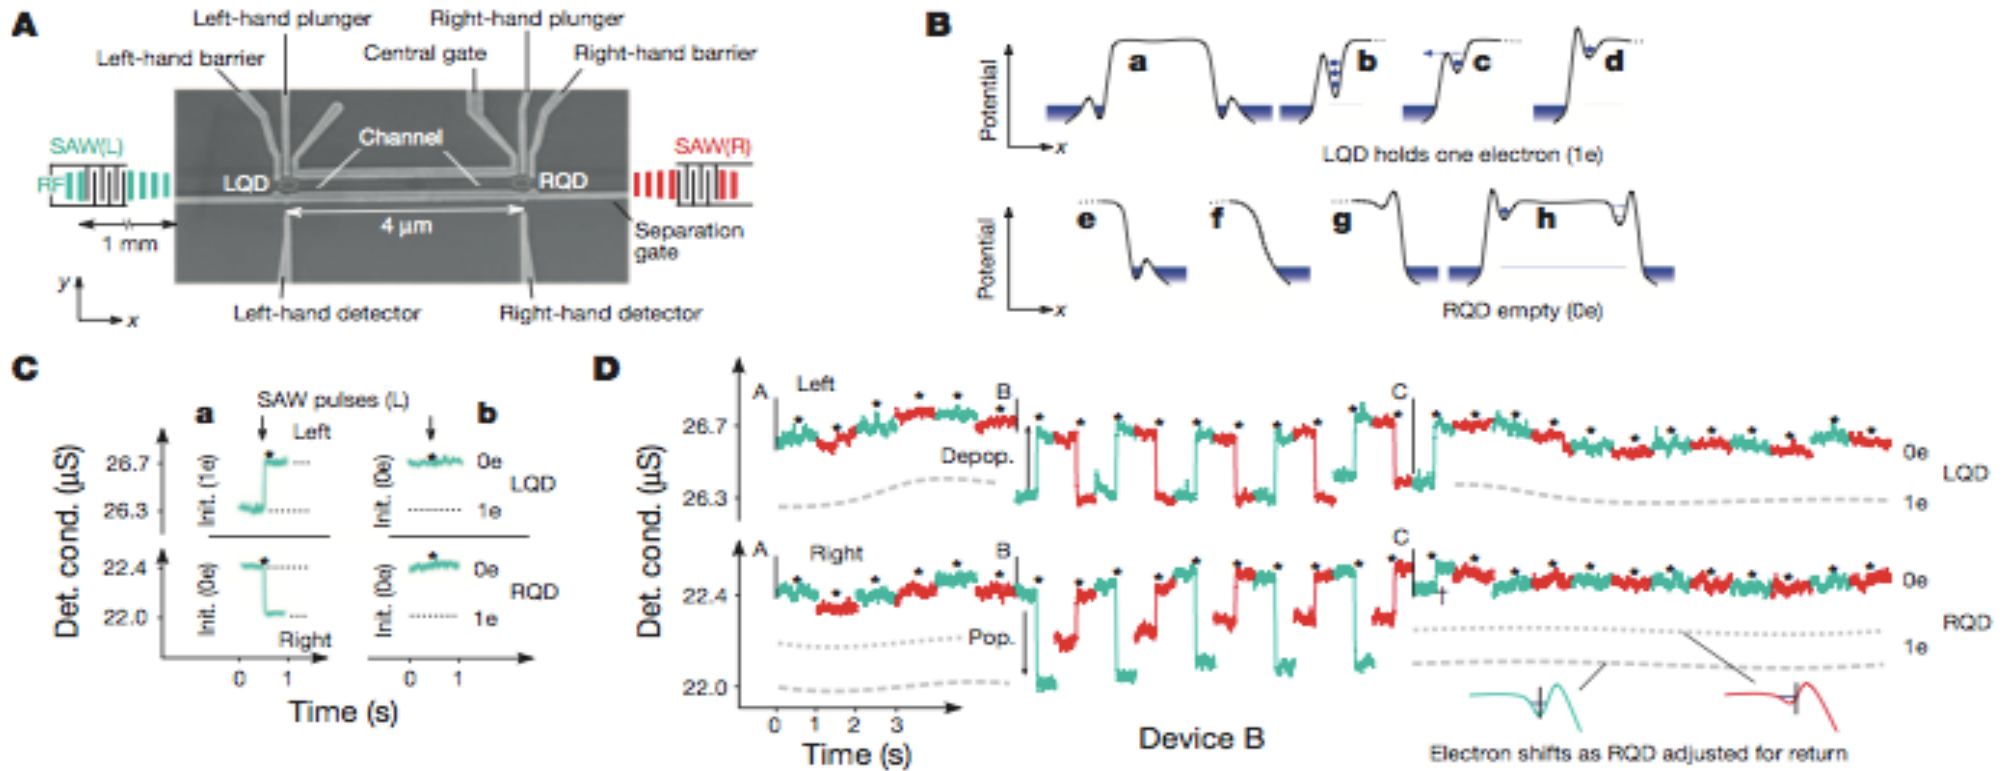 A
Left-hand plunger
Right-hand plunger
Left-hand barrier
Central gate
Right-hand barrier
Channel
SAW(L)
SAW(R)
RF
LQD
RQD
4 µm
1 mm
Separation
gate
y
x
Left-hand detector
Right-hand detector
B
Potential
a
b
c
d
x
LQD holds one electron (1e)
Potential
e
f
g
h
x
RQD empty (0e)
C
SAW pulses (L)
a
b
Left
Det. cond. (µS)
26.7
26.3
Init. (1e)
*
Init. (0e)
*
0e
1e
LQD
22.4
22.0
Init. (0e)
*
Right
Init. (0e)
*
0e
1e
RQD
0
1
0
1
Time (s)
D
Det. cond. (µS)
A
Left
B
C
26.7
26.3
Depop.
0e
1e
LQD
A
Right
B
C
22.4
22.0
Pop.
†
0e
1e
RQD
0
1
2
3
Time (s)
Device B
Electron shifts as RQD adjusted for return